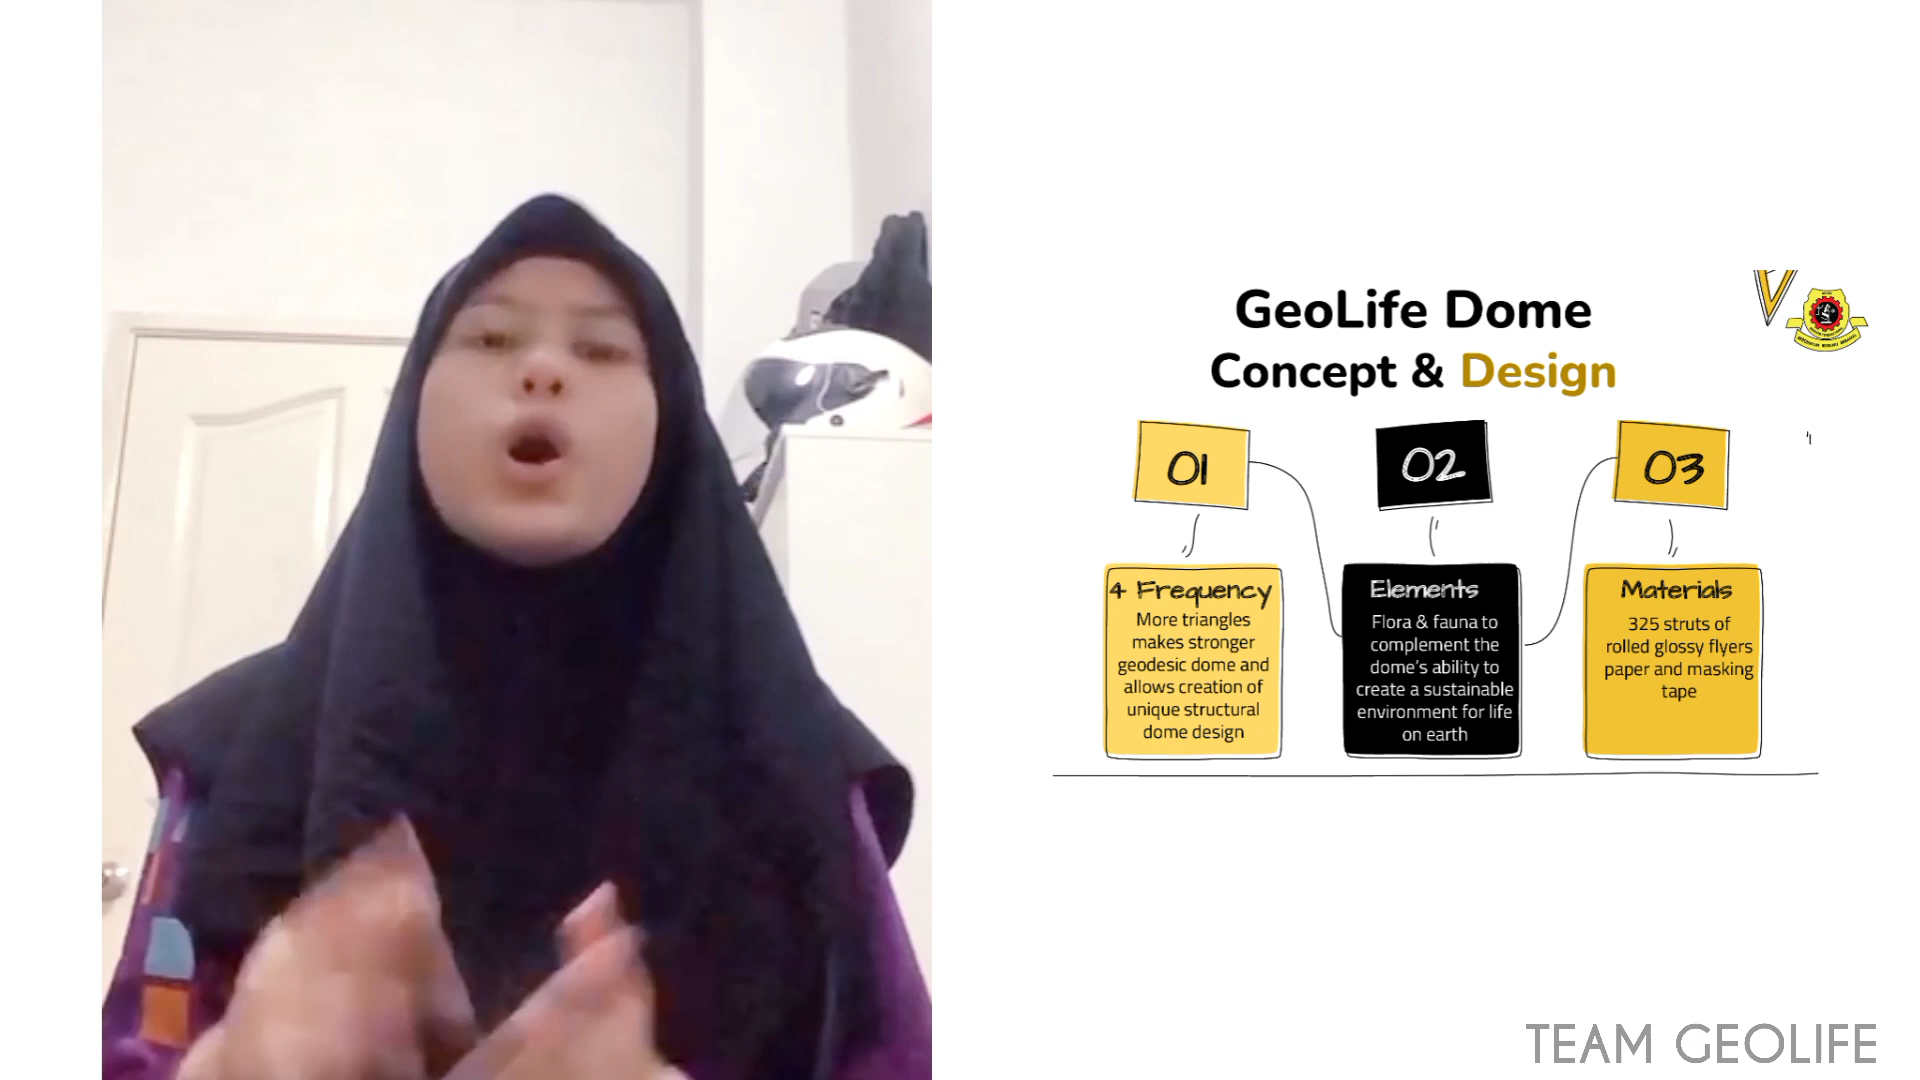 GeoLife Dome
Concept & Design
01
02
03
4 Frequency
More triangles
makes stronger
geodesic dome and
allows creation of
unique structural
dome design
Elements
Flora & fauna to
complement the
dome's ability to
create a sustainable
environment for life
on earth
Materials
325 struts of
rolled glossy flyers
paper and masking
tape
TEAM GEOLIFE